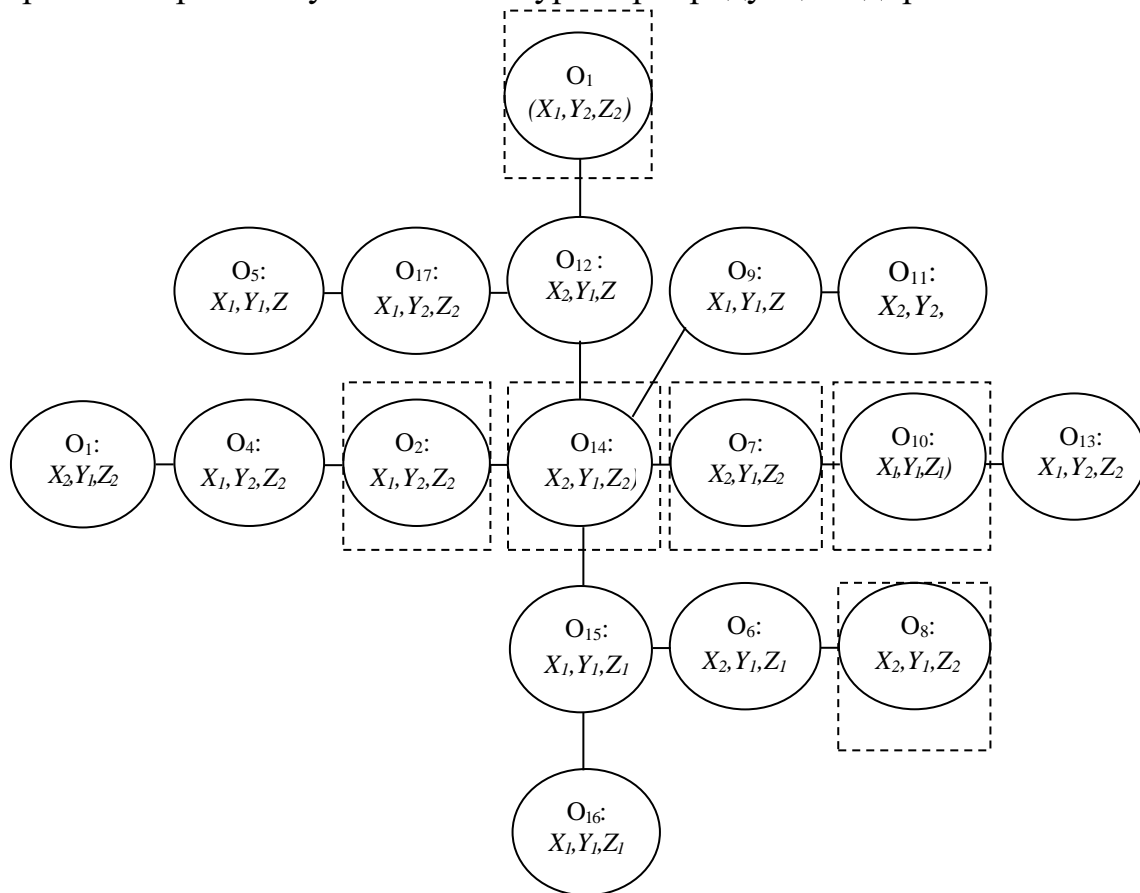 O₁
(X₁,Y₂,Z₂)
O₅: O₁₇: O₁₂: O₉: O₁₁:
X₁,Y₁,Z X₁,Y₂,Z₂ X₂,Y₁,Z X₁,Y₁,Z X₂,Y₂,
O₁: O₄: O₂: O₁₄: O₇: O₁₀: O₁₃:
X₂,Y₁,Z₂ X₁,Y₂,Z₂ X₁,Y₂,Z₂ X₂,Y₁,Z₂) X₂,Y₁,Z₂ X₁,Y₁,Z₁) X₁,Y₂,Z₂
O₁₅: O₆: O₈:
X₁,Y₁,Z₁ X₂,Y₁,Z₁ X₂,Y₁,Z₂
O₁₆:
X₁,Y₁,Z₁